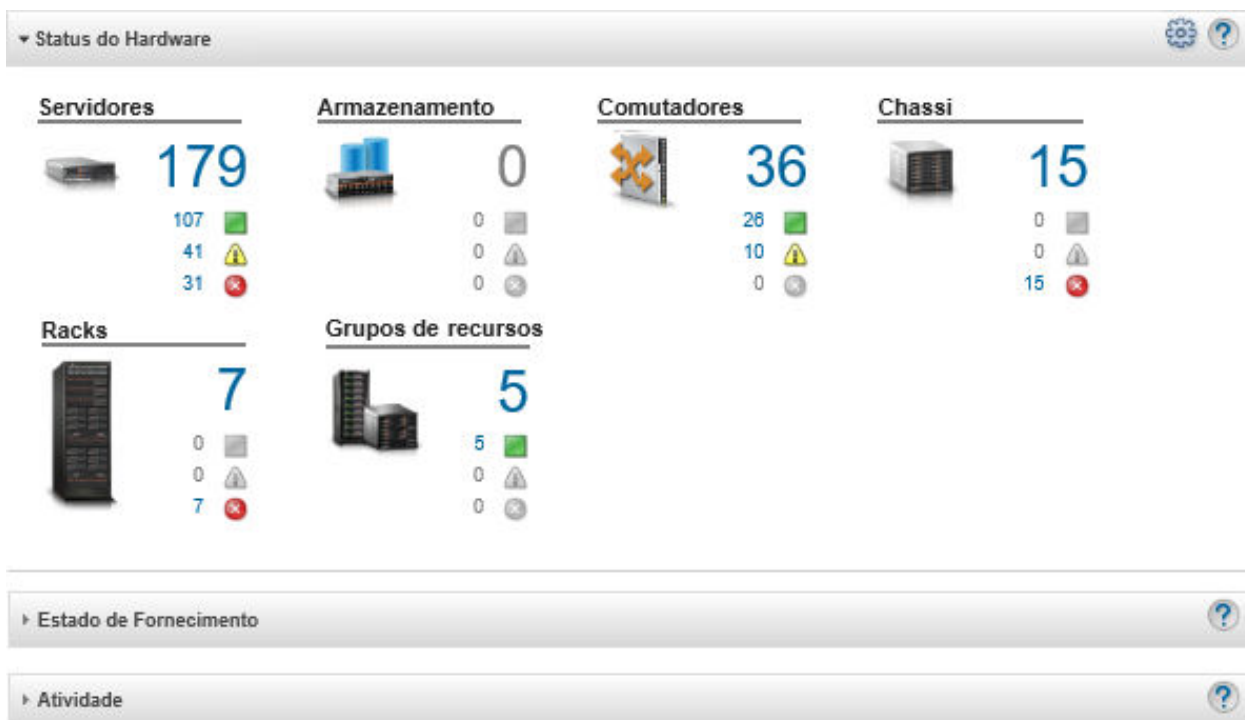 Status do Hardware
Servidores
179
107
41
31
Armazenamento
0
0
0
0
Comutadores
36
26
10
0
Chassi
15
0
0
15
Racks
7
0
0
7
Grupos de recursos
5
5
0
0
Estado de Fornecimento
Atividade